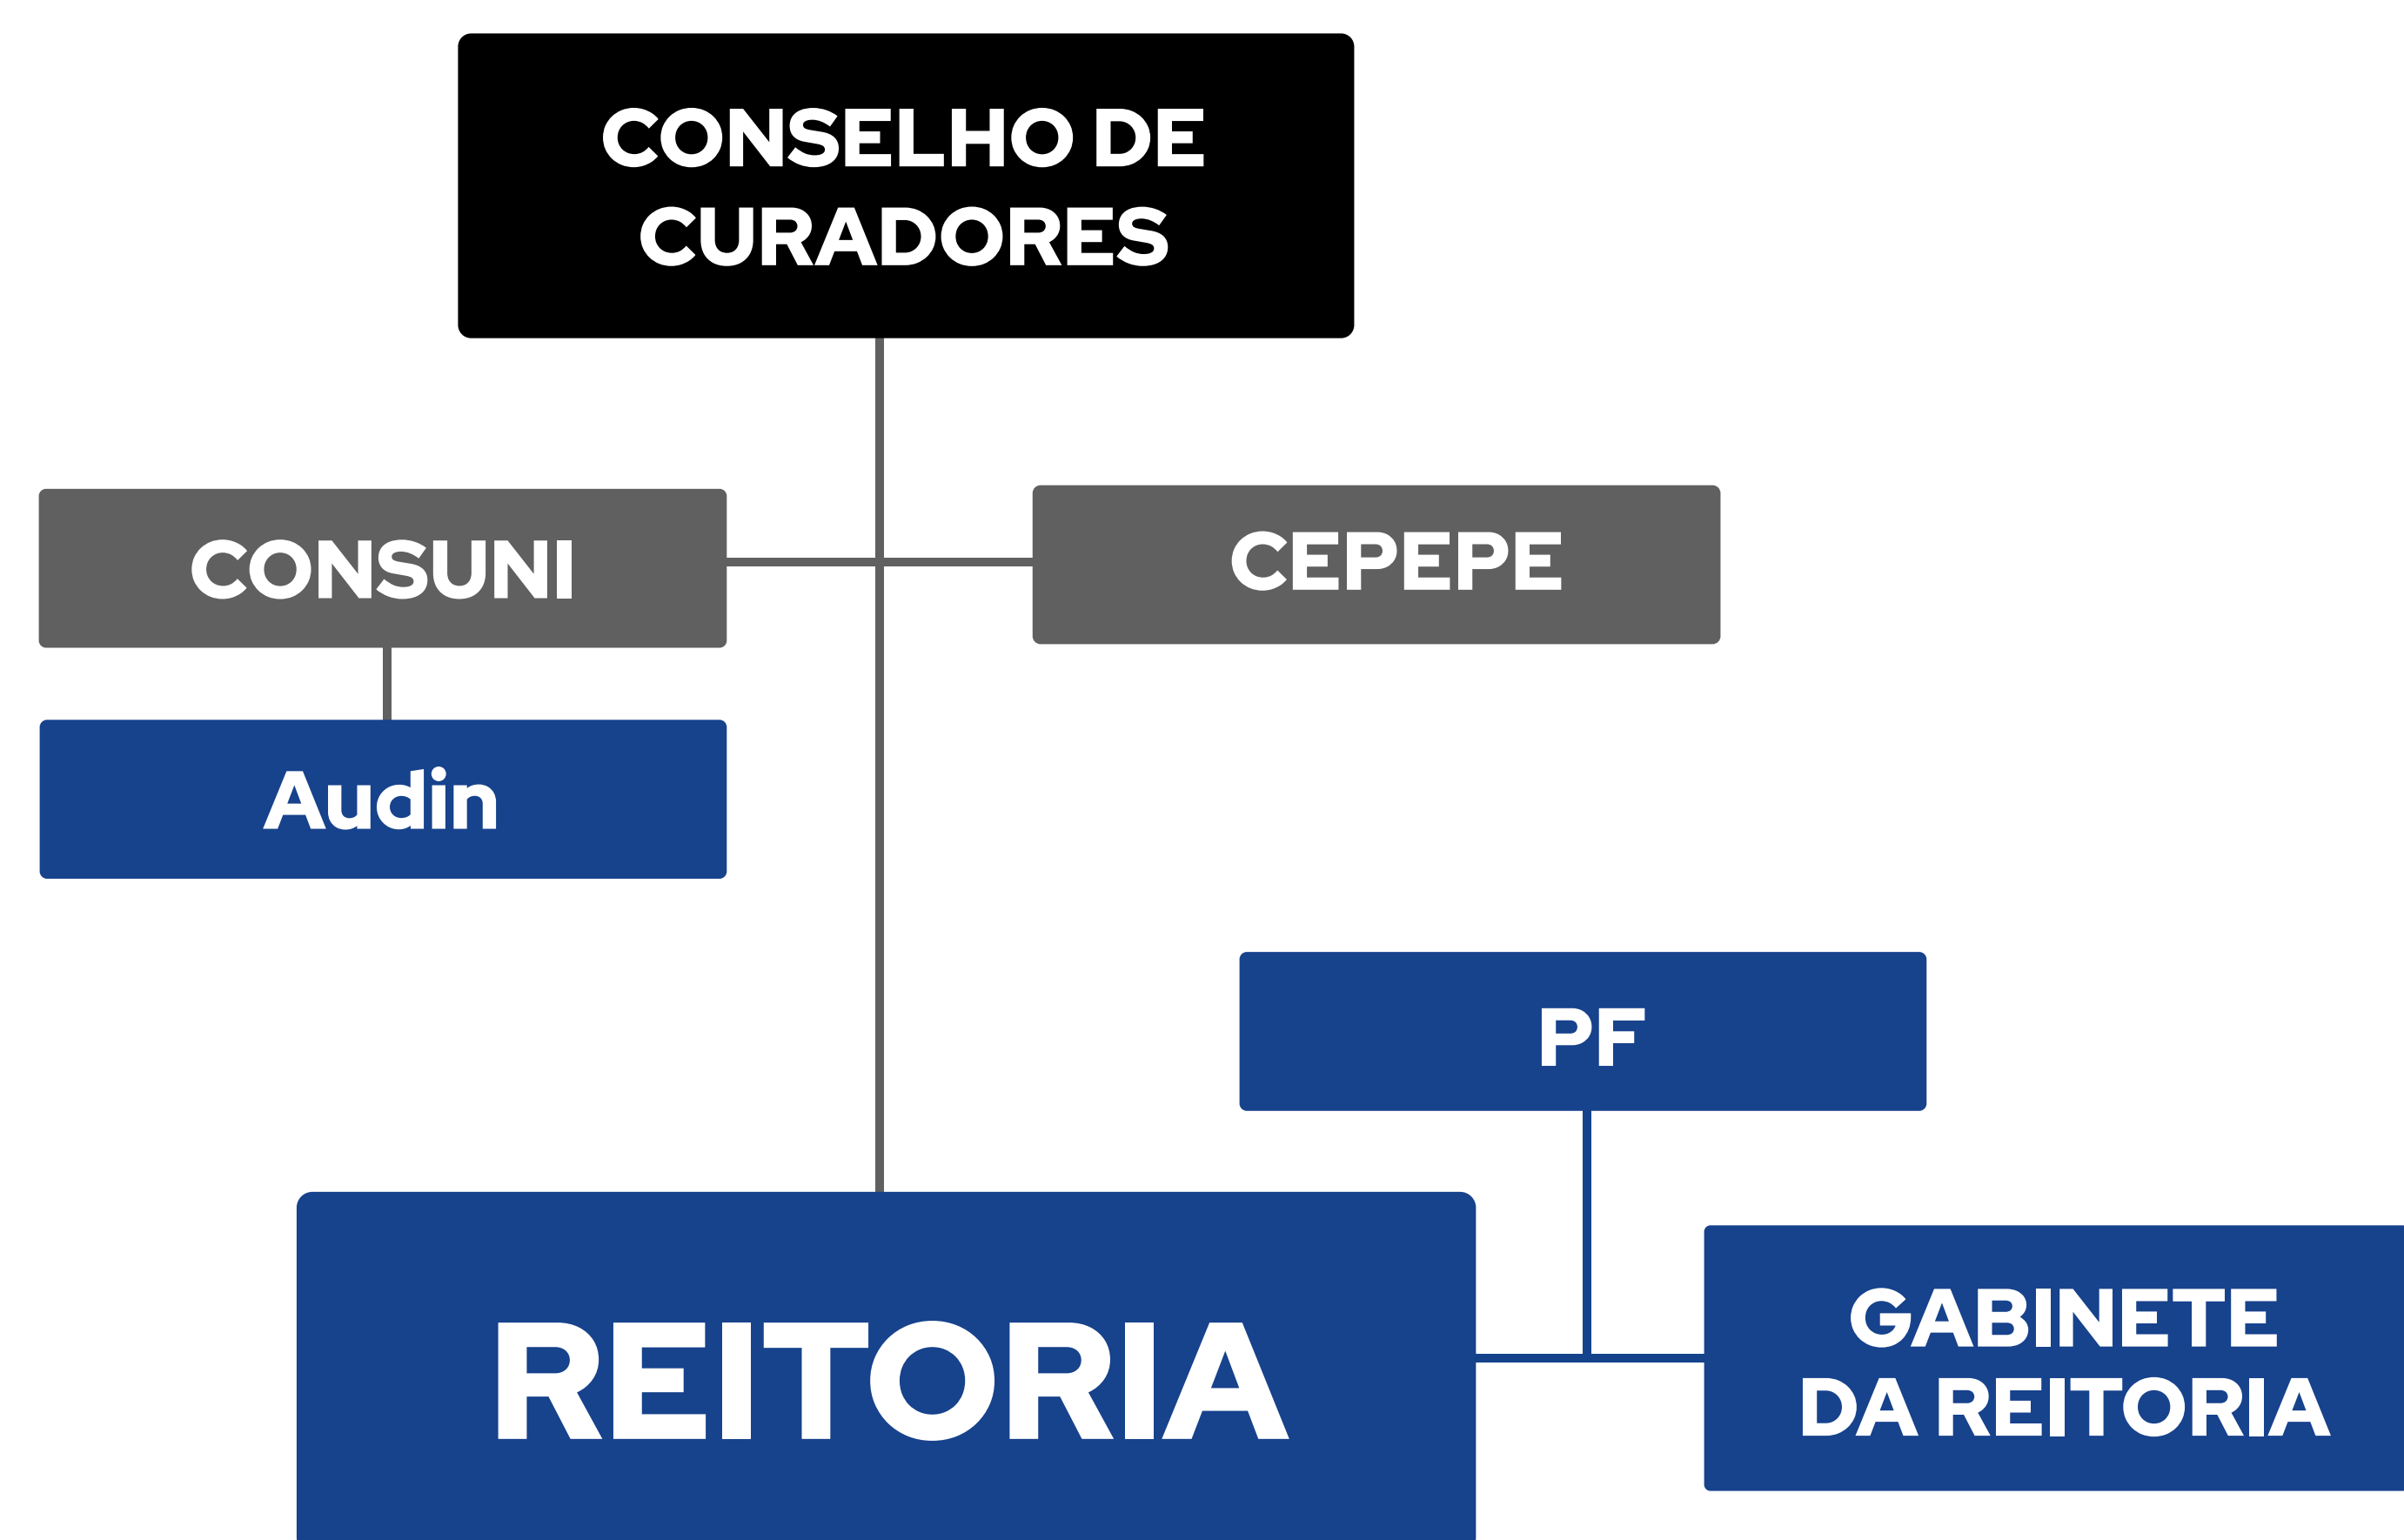 CONSELHO DE
CURADORES
CONSUNI
CEPEPE
Audin
PF
REITORIA
GABINETE
DA REITORIA